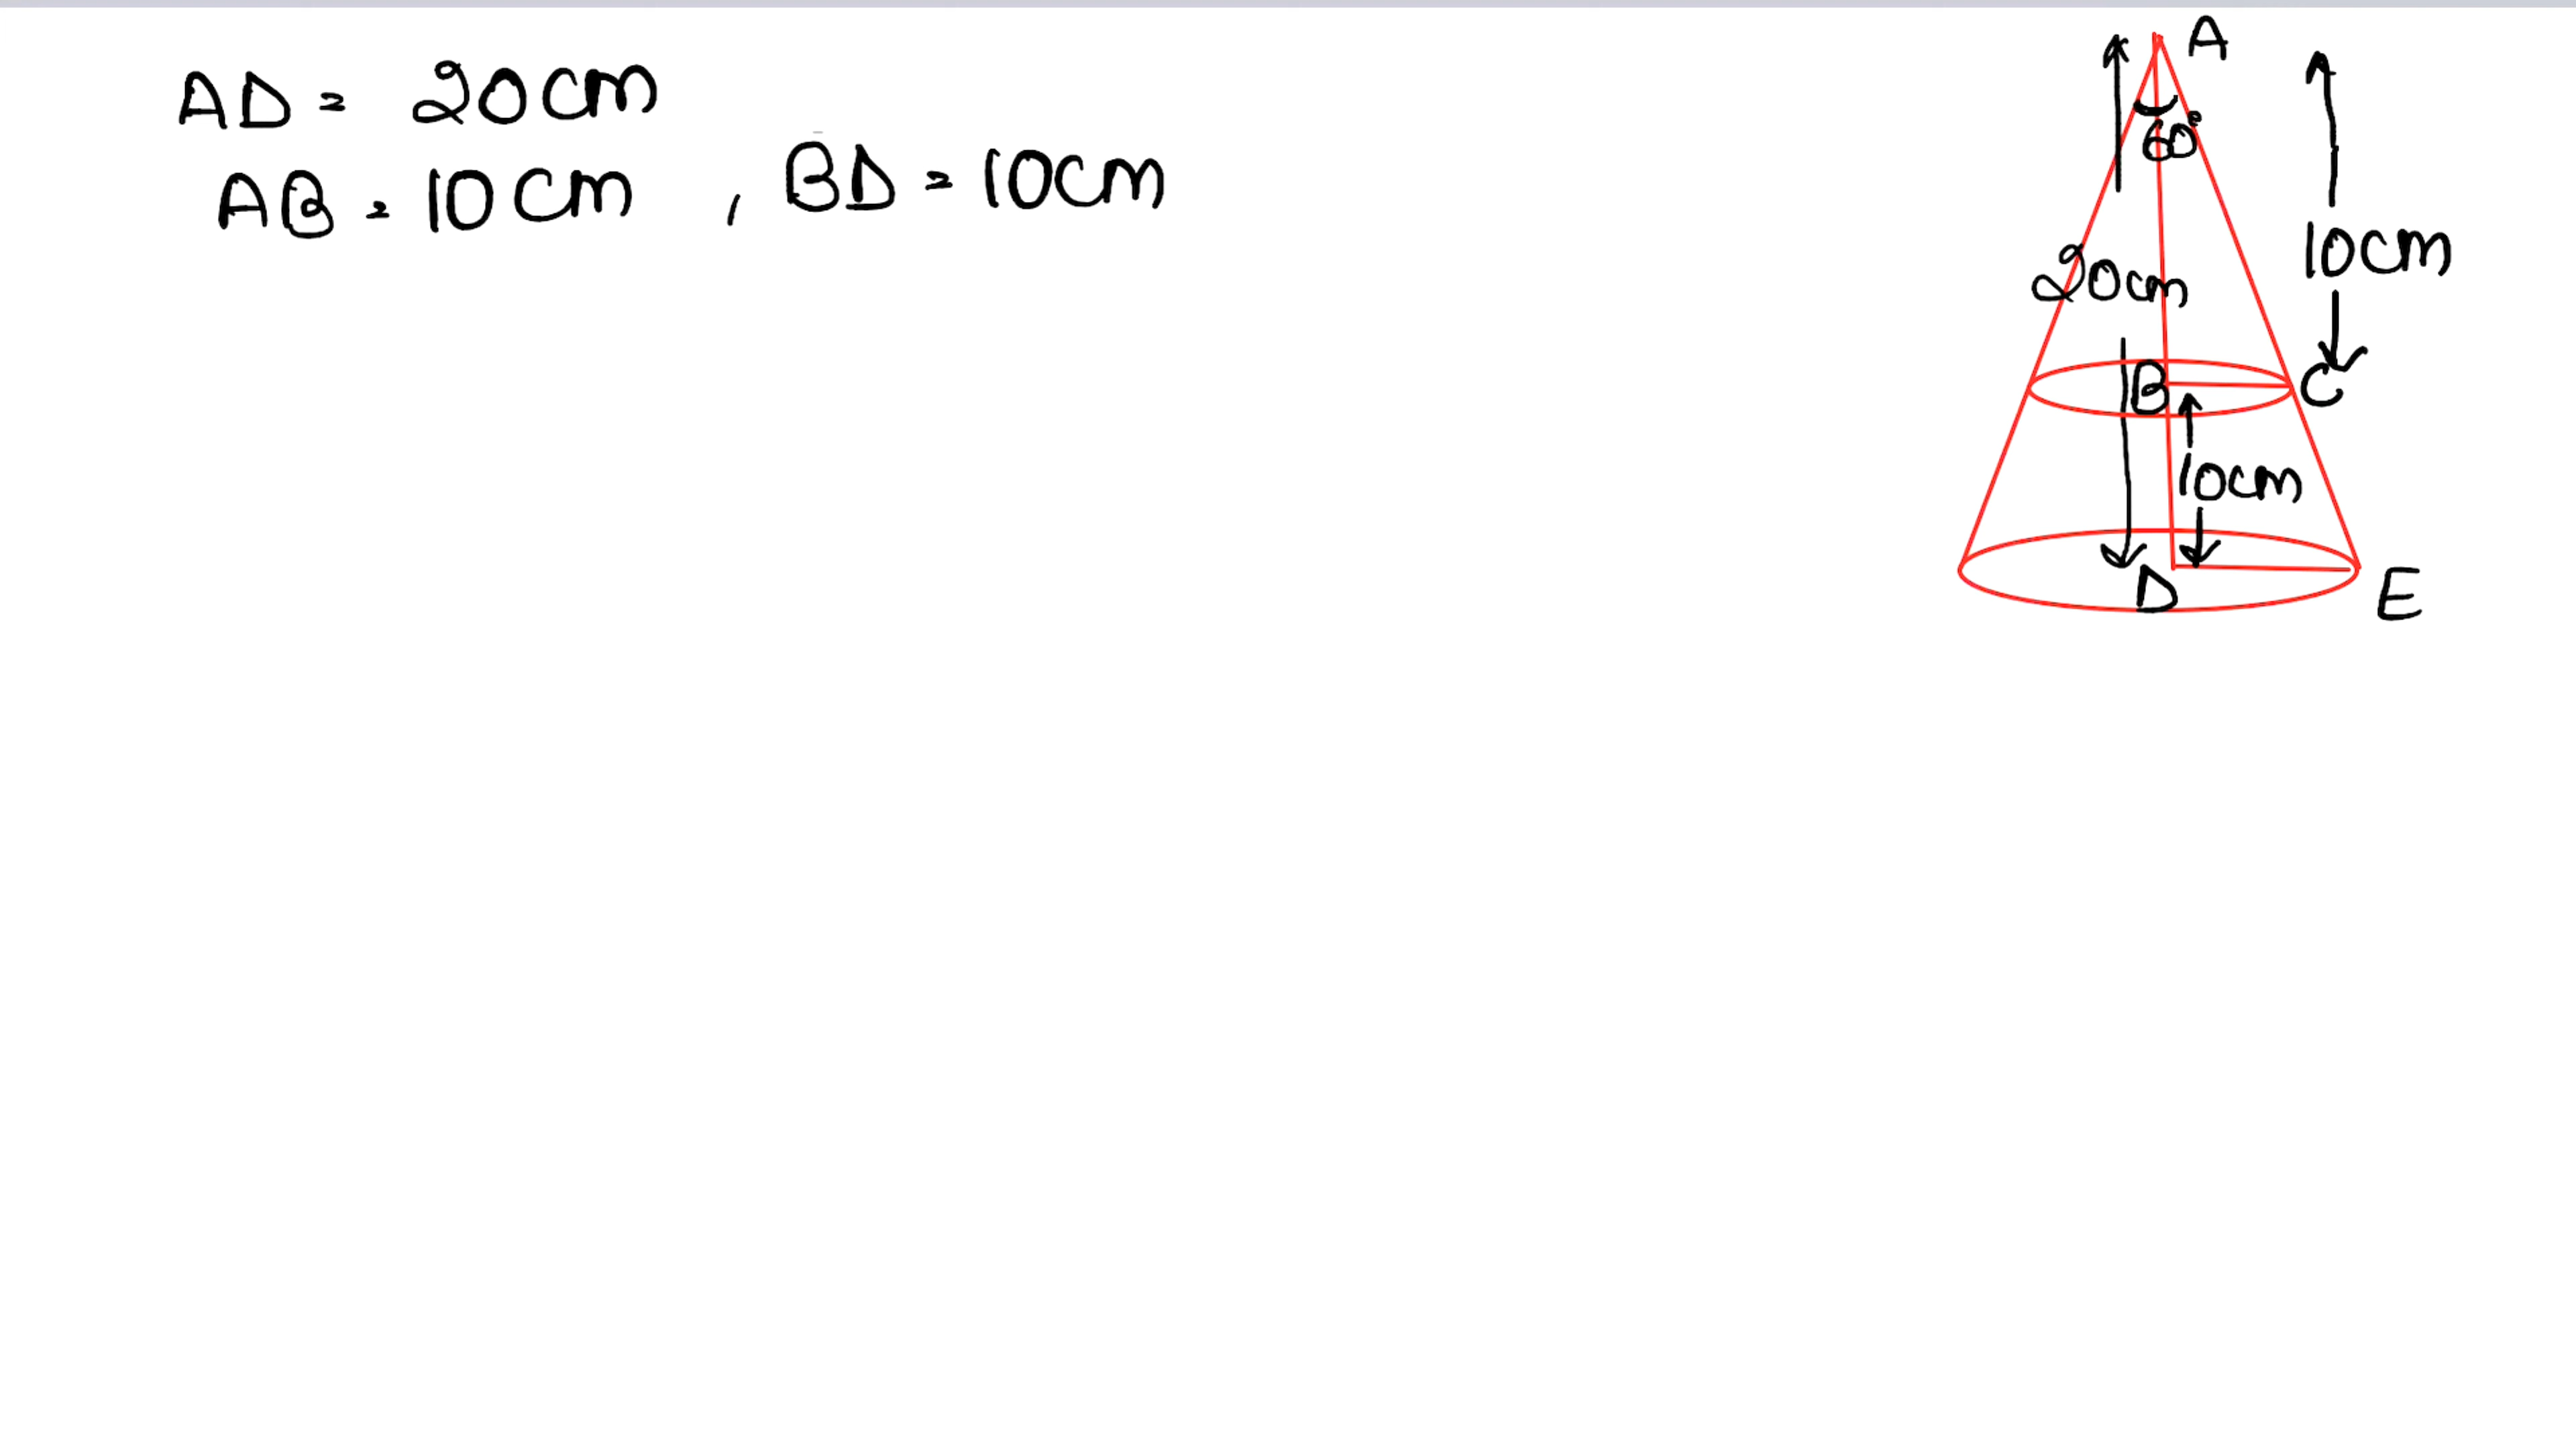 AD = 20cm
AB = 10cm , BD = 10cm
A
60°
10cm
20cm
B
C
10cm
D
E